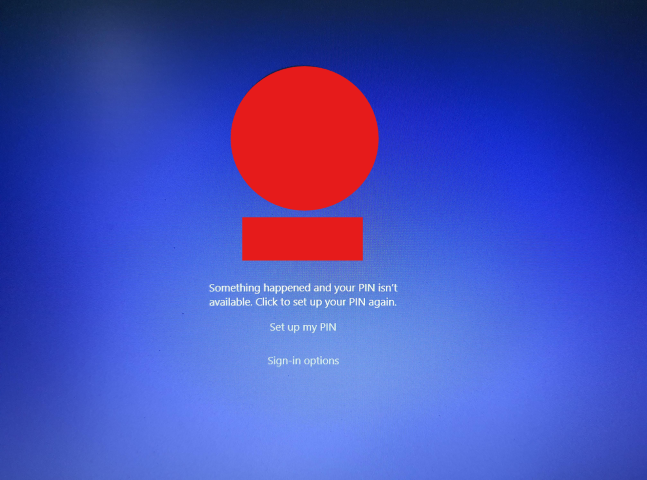 Something happened and your PIN isn't
available. Click to set up your PIN again.
Set up my PIN
Sign-in options